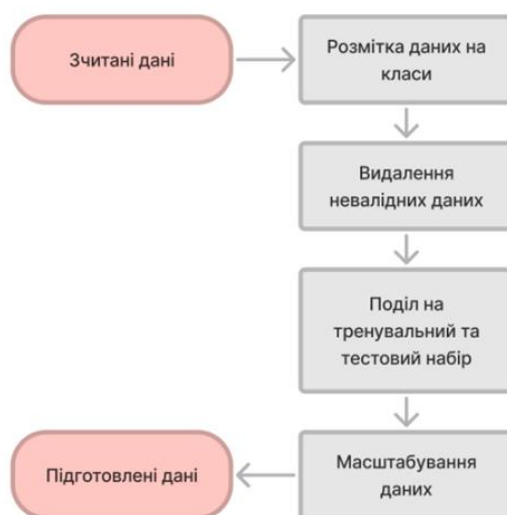 Зчитані дані
Розмітка даних на
класи
Видалення
невалідних даних
Поділ на
тренувальний та
тестовий набір
Масштабування
даних
Підготовлені дані